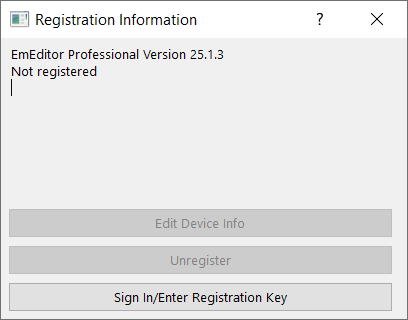 Registration Information
?
EmEditor Professional Version 25.1.3
Not registered
Edit Device Info
Unregister
Sign In/Enter Registration Key